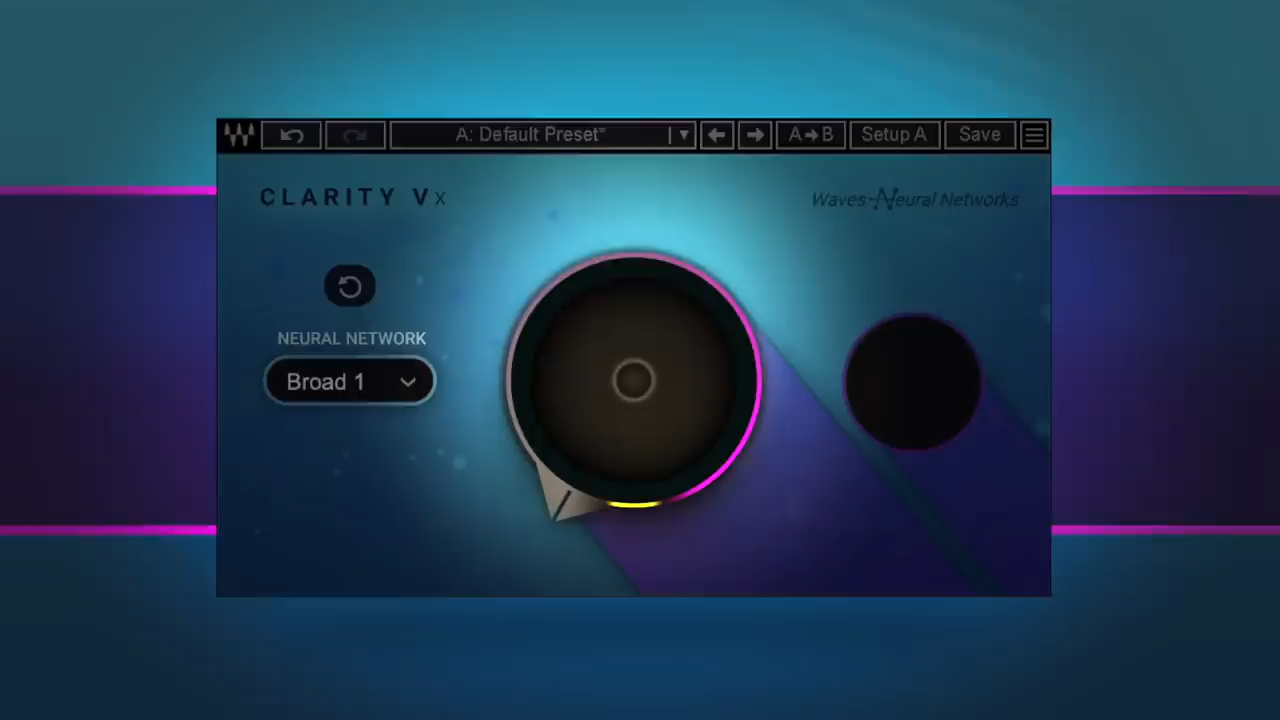 A: Default Preset*
A→B
Setup A
Save
CLARITY Vx
Waves Neural Networks
NEURAL NETWORK
Broad 1